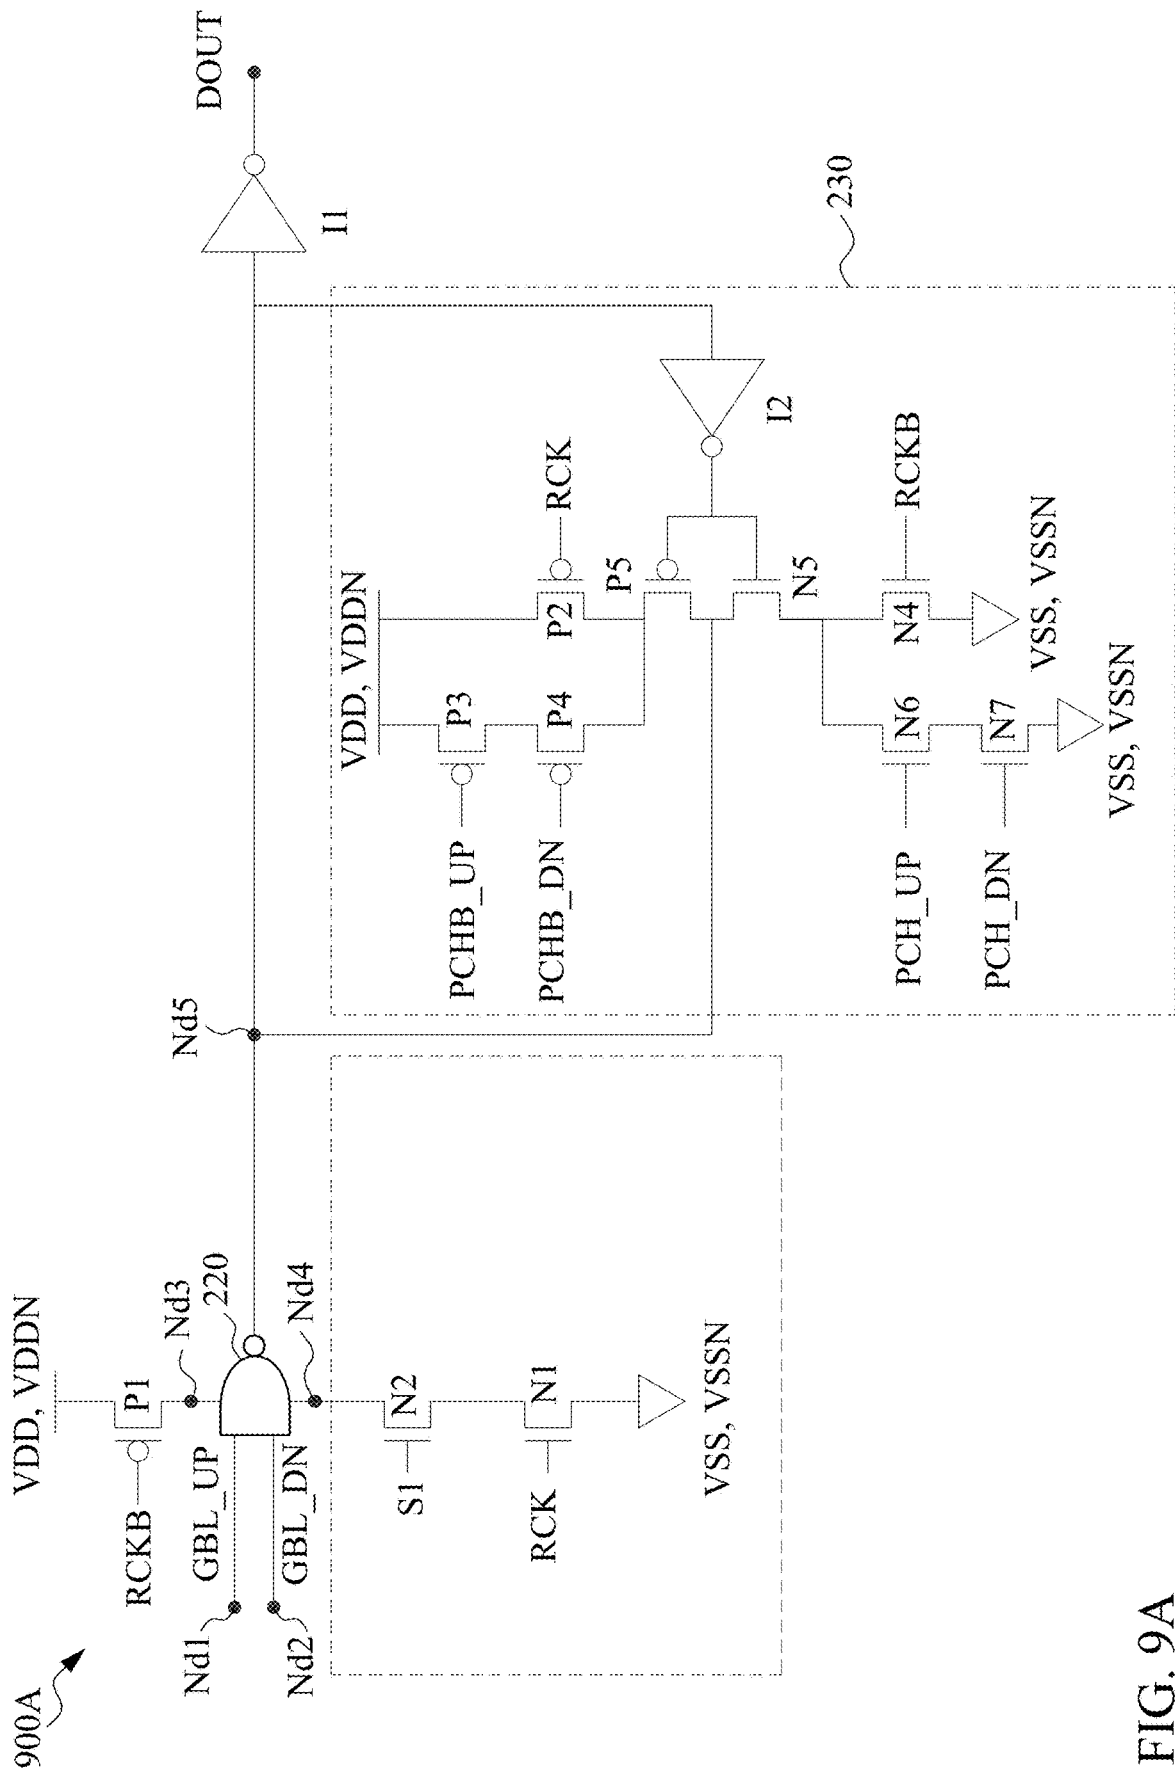 900A
VDD, VDDN
RCKB
P1
Nd3
220
GBL_UP
GBL_DN
Nd1
Nd2
Nd4
S1
N2
RCK
N1
VSS, VSSN
Nd5
DOUT
I1
230
VDD, VDDN
PCHB_UP
P3
PCHB_DN
P4
P2
RCK
P5
N5
I2
PCH_UP
N6
PCH_DN
N7
N4
RCKB
VSS, VSSN
VSS, VSSN
FIG. 9A